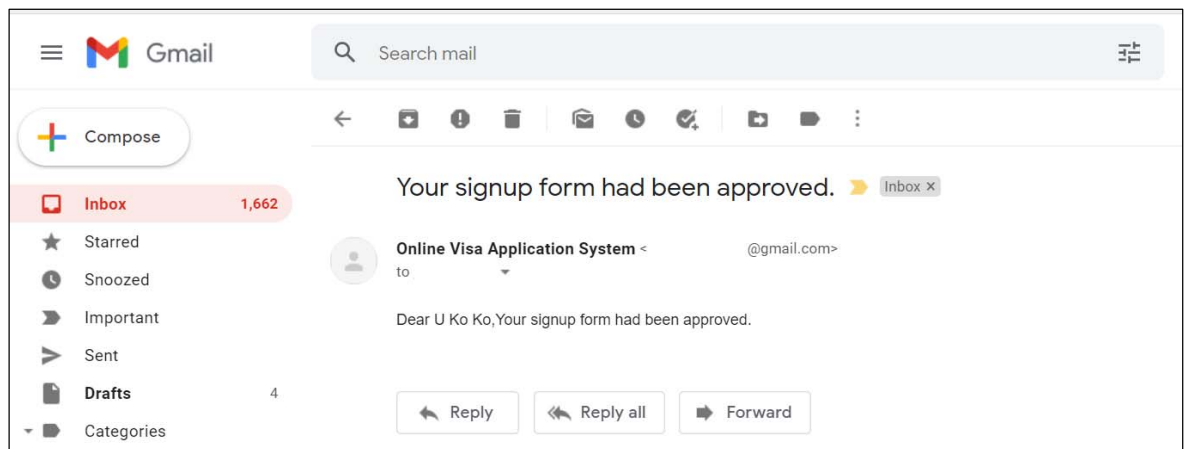 Gmail
Search mail
Compose
Inbox 1,662
Starred
Snoozed
Important
Sent
Drafts 4
Categories
Your signup form had been approved. Inbox ×
Online Visa Application System < @gmail.com>
to
Dear U Ko Ko,Your signup form had been approved.
Reply Reply all Forward